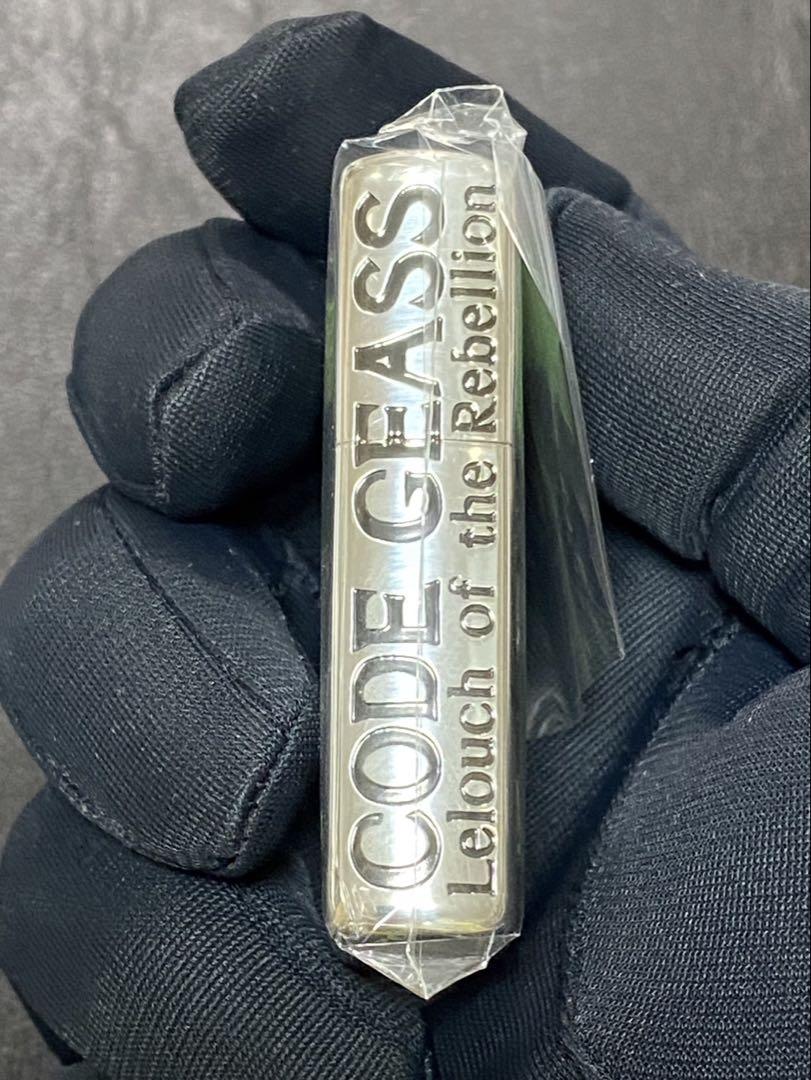 CODE GEASS
Lelouch of the Rebellion